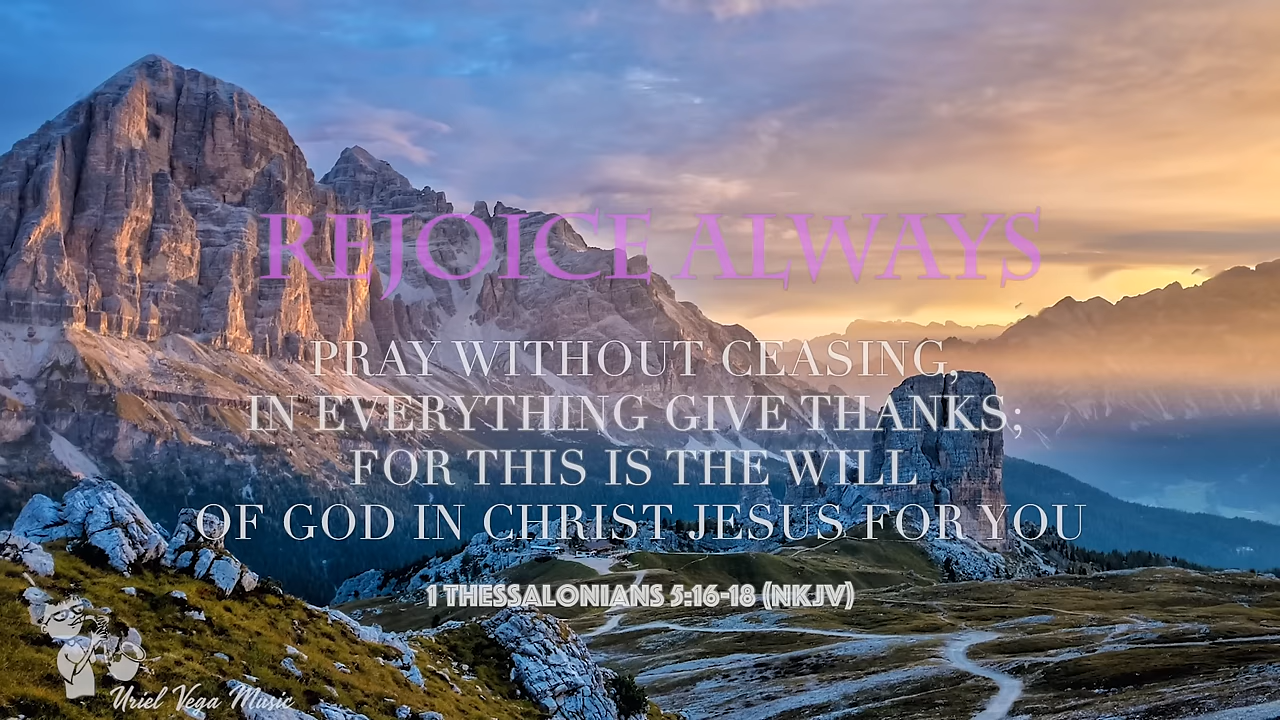 REJOICE ALWAYS
PRAY WITHOUT CEASING,
IN EVERYTHING GIVE THANKS;
FOR THIS IS THE WILL
OF GOD IN CHRIST JESUS FOR YOU
1 THESSALONIANS 5:16-18 (NKJV)
Uriel Vega Music